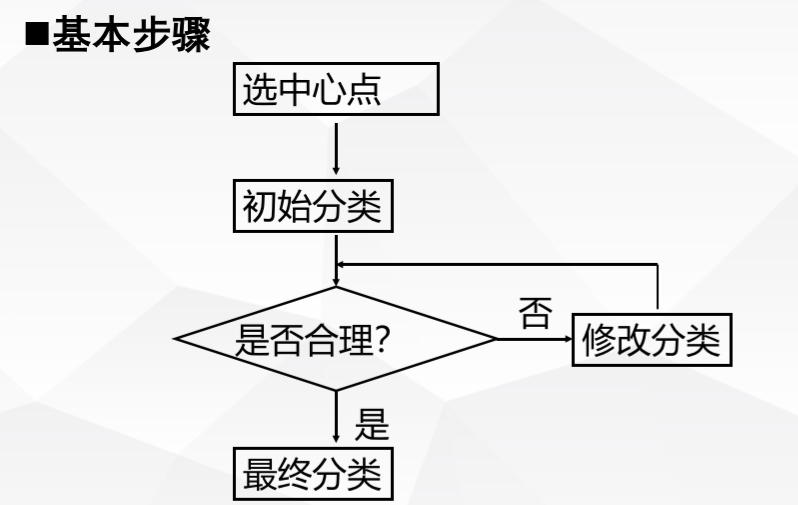 ■基本步骤
选中心点
初始分类
是否合理?
否
修改分类
是
最终分类